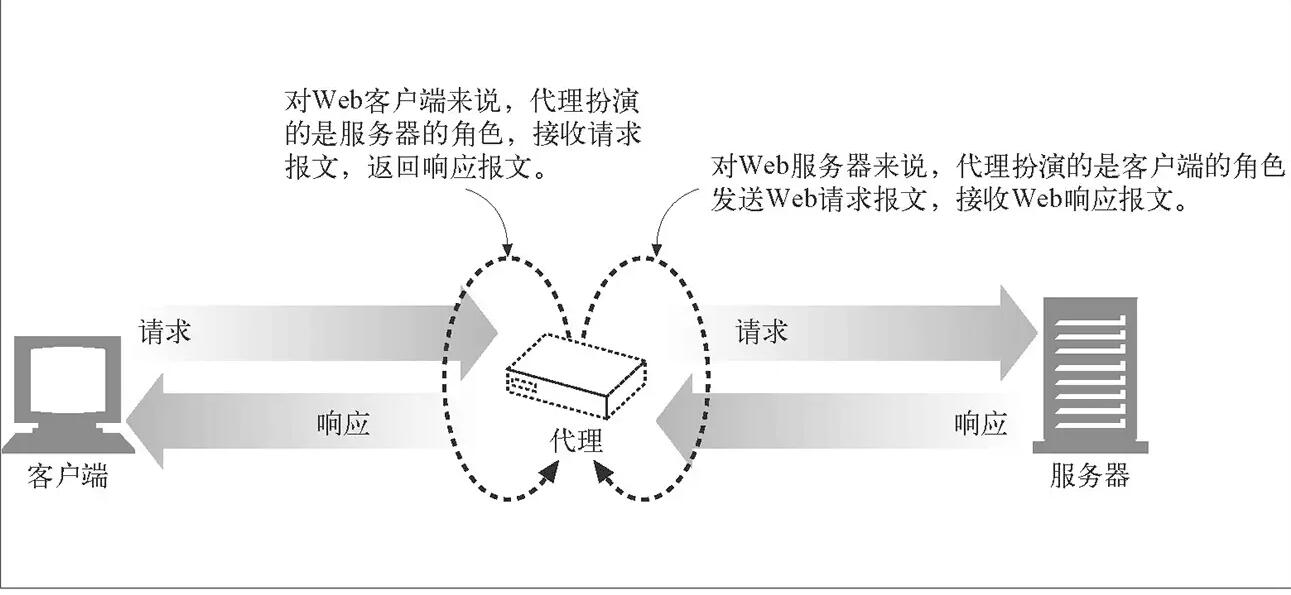 对Web客户端来说，代理扮演
的是服务器的角色，接收请求
报文，返回响应报文。
对Web服务器来说，代理扮演的是客户端的角色
发送Web请求报文，接收Web响应报文。
请求
请求
响应
响应
代理
客户端
服务器